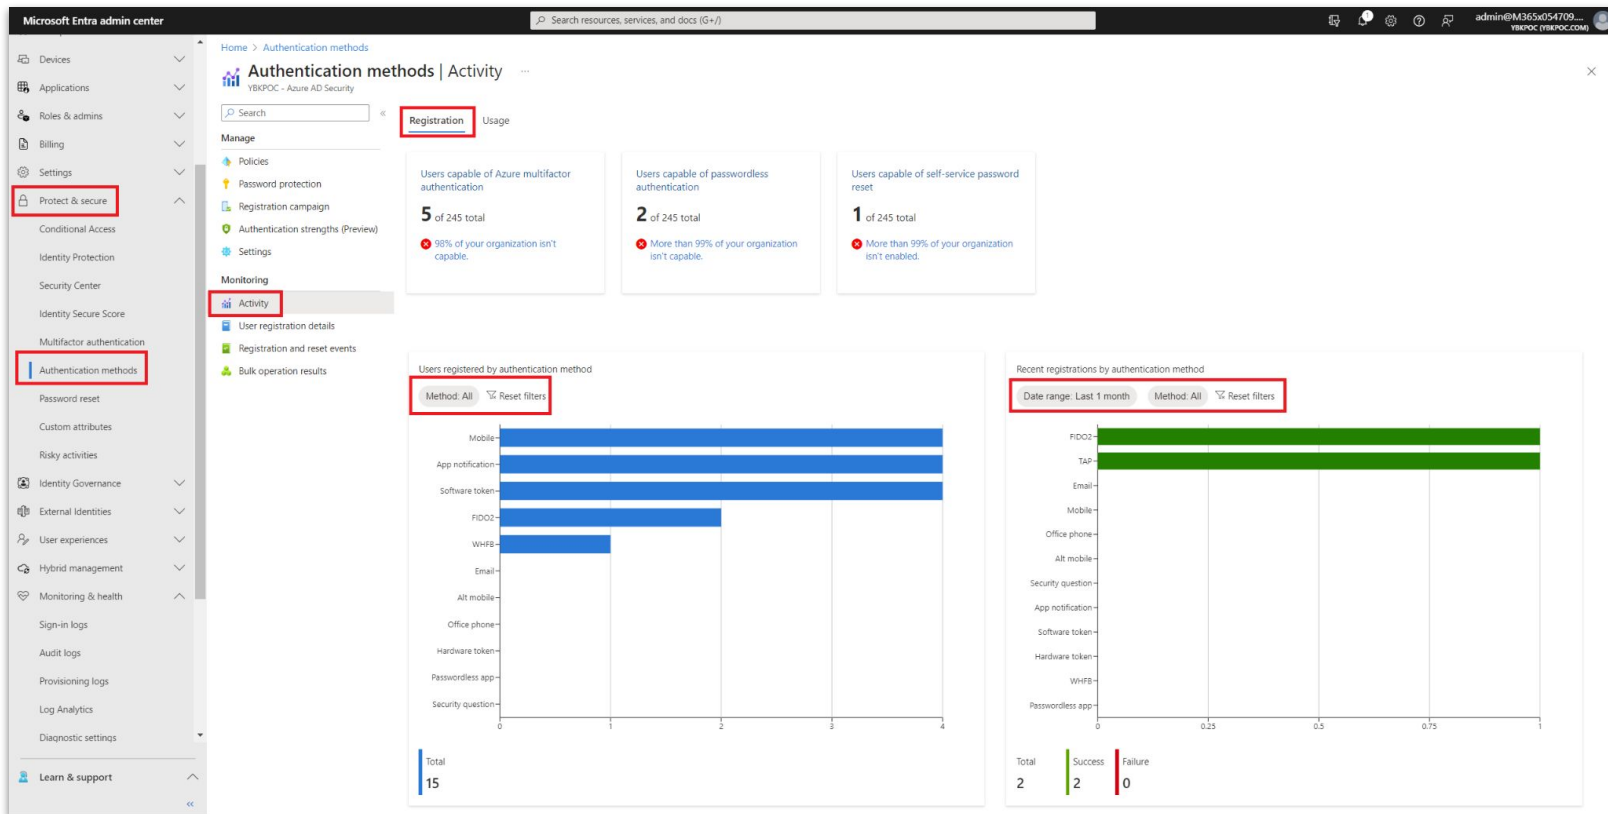 Microsoft Entra admin center
Search resources, services, and docs (G+/)
1
admin@M365x054709....
YBKPOC (YBKPOC.COM)
Devices
Applications
Roles & admins
Billing
Settings
Protect & secure
Conditional Access
Identity Protection
Security Center
Identity Secure Score
Multifactor authentication
Authentication methods
Password reset
Custom attributes
Risky activities
Identity Governance
External Identities
User experiences
Hybrid management
Monitoring & health
Sign-in logs
Audit logs
Provisioning logs
Log Analytics
Diagnostic settings
Learn & support
Home > Authentication methods
Authentication methods | Activity ...
YBKPOC - Azure AD Security
Search
Manage
Policies
Password protection
Registration campaign
Authentication strengths (Preview)
Settings
Monitoring
Activity
User registration details
Registration and reset events
Bulk operation results
Registration Usage
Users capable of Azure multifactor
authentication
5 of 245 total
98% of your organization isn't
capable.
Users capable of passwordless
authentication
2 of 245 total
More than 99% of your organization
isn't capable.
Users capable of self-service password
reset
1 of 245 total
More than 99% of your organization
isn't enabled.
Users registered by authentication method
Method: All Reset filters
Mobile
App notification
Software token
FIDO2
WHFB
Email
Alt mobile
Office phone
Hardware token
Passwordless app
Security question
0 1 2 3 4
Total
15
Recent registrations by authentication method
Date range: Last 1 month Method: All Reset filters
FIDO2
TAP
Email
Mobile
Office phone
Alt mobile
Security question
App notification
Software token
Hardware token
WHFB
Passwordless app
0 0.25 0.5 0.75 1
Total Success Failure
2 2 0